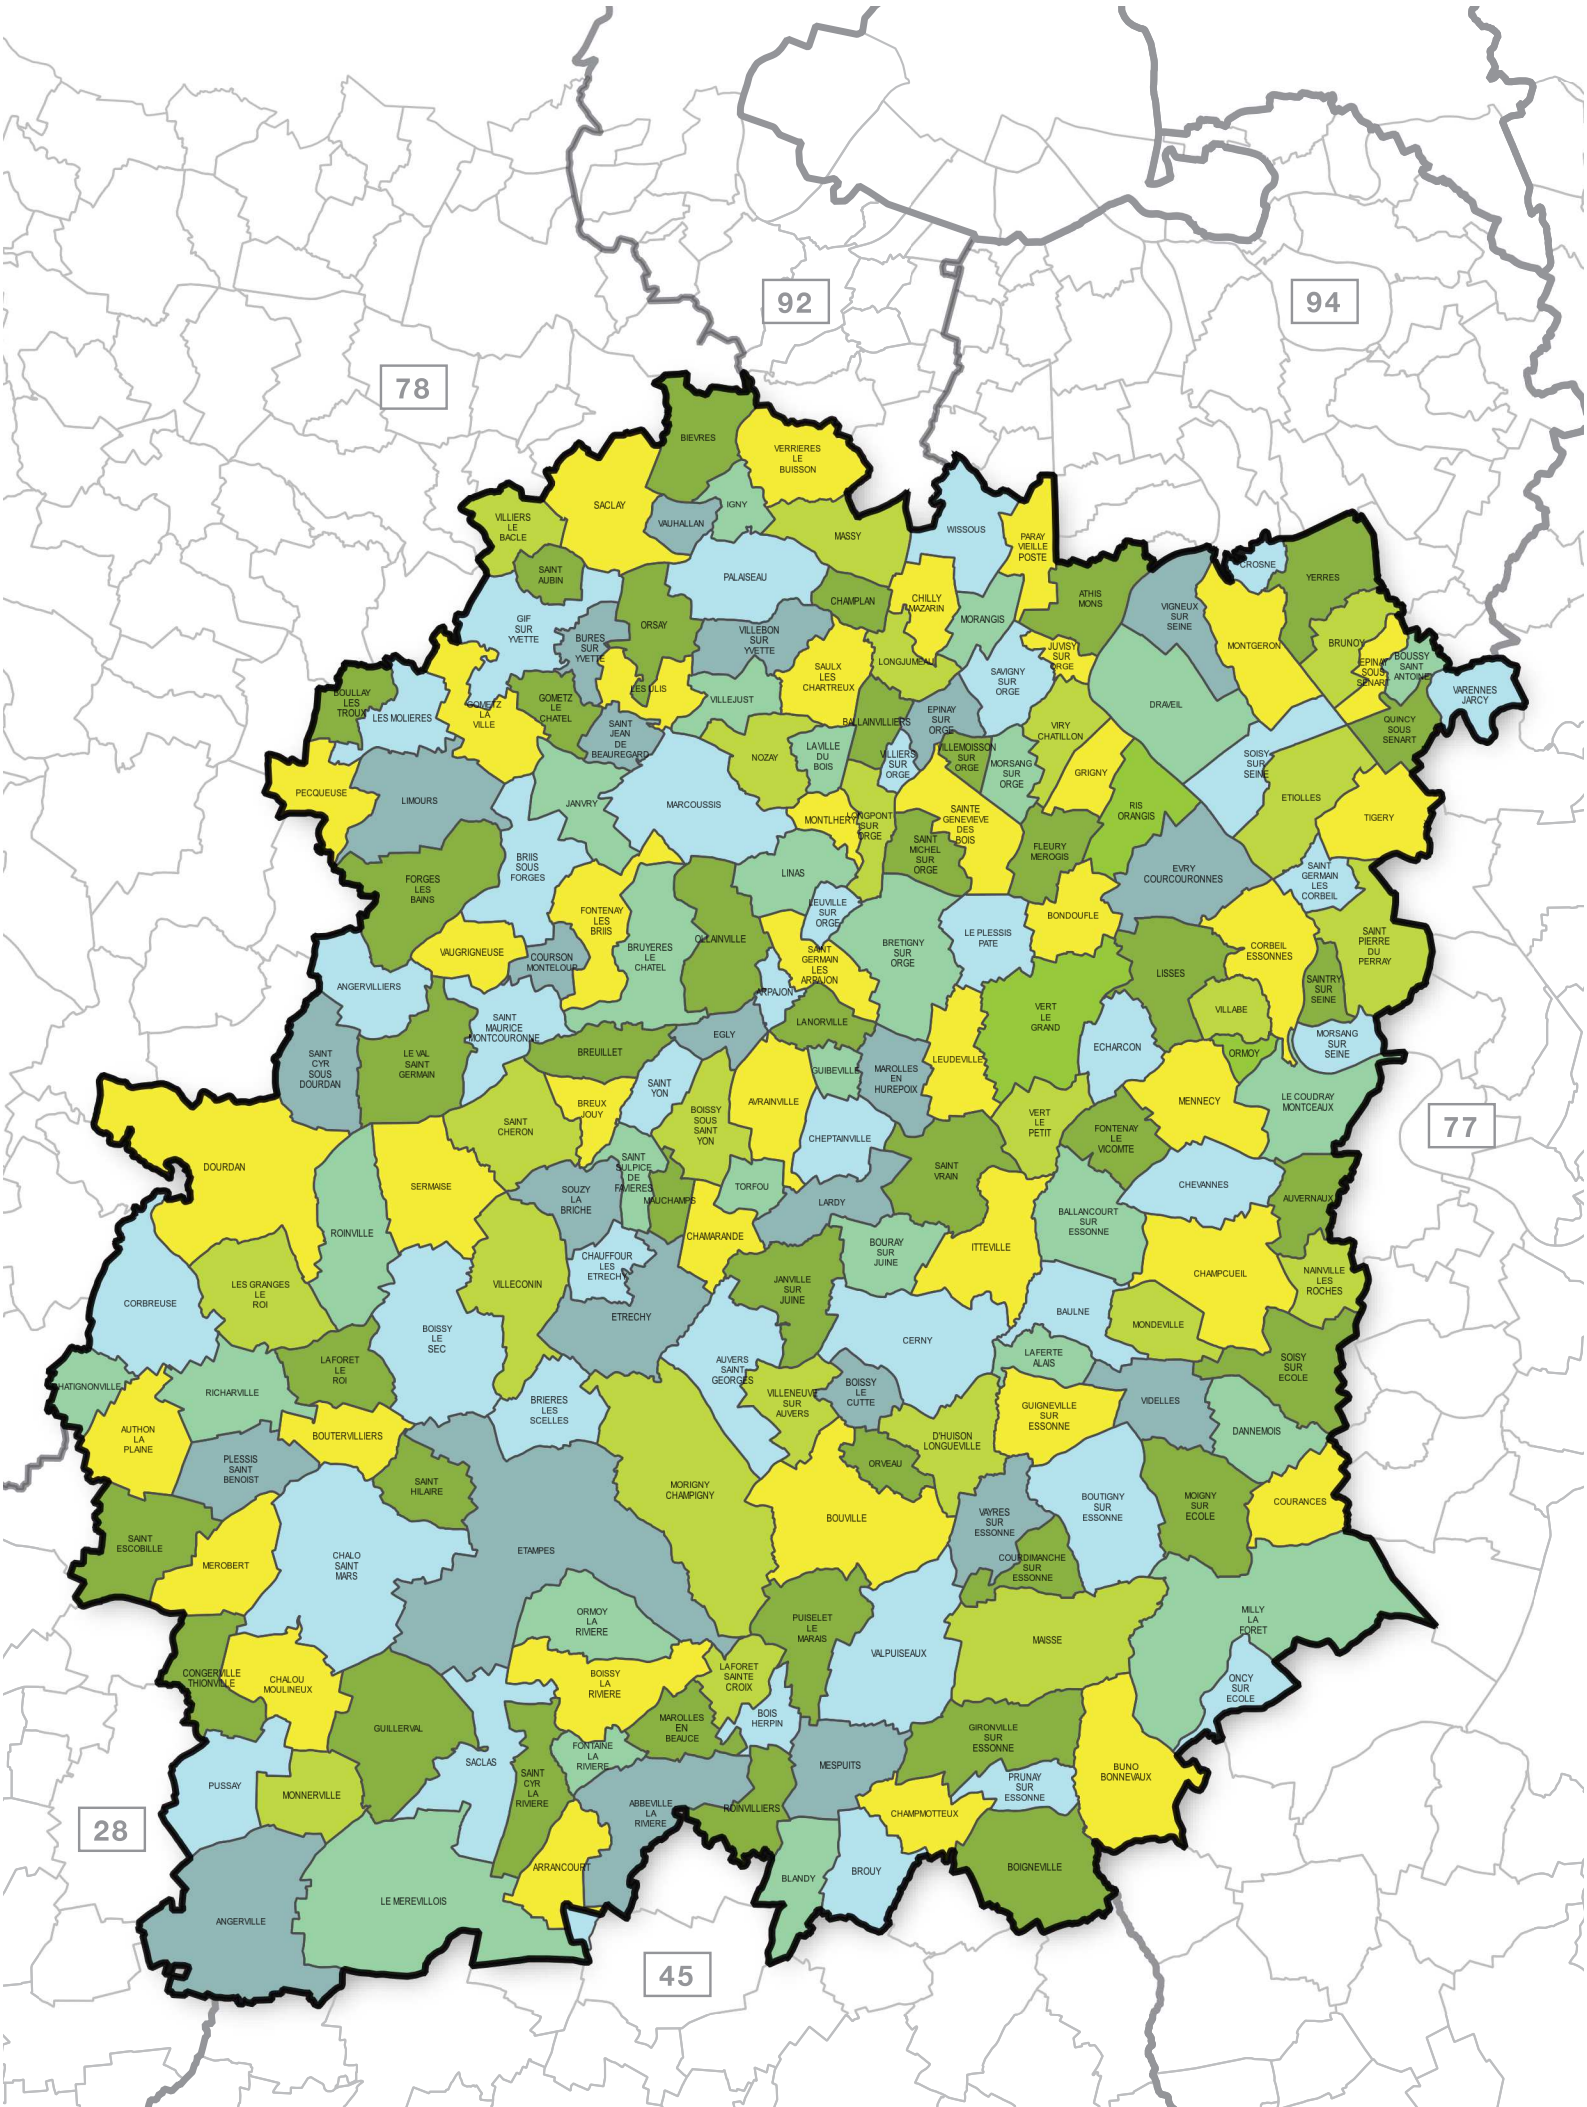 92
94
78
BIEVRES
VERRIERES
LE
BUISSON
SACLAY
IGNY
VAUHALLAN
VILLIERS
LE
BACLE
MASSY
WISSOUS
PARAY
VIEILLE
POSTE
SAINT
AUBIN
PALAISEAU
CROSNE
YERRES
CHAMPLAN
CHILLY
MAZARIN
ATHIS
MONS
VIGNEUX
SUR
SEINE
GIF
SUR
YVETTE
BURES
SUR
YVETTE
ORSAY
VILLEBON
SUR
YVETTE
MORANGIS
MONTGERON
BRUNOY
EPINAY
SOUS
SENART
BOUSSY
SAINT
ANTOINE
VARENNES
JARCY
SAULX
LES
CHARTREUX
LONGJUMEAU
JUVISY
SUR
ORGE
SAVIGNY
SUR
ORGE
BOULLAY
LES
TROUX
LES MOLIERES
GOMETZ
LA
VILLE
GOMETZ
LE
CHATEL
LES ULIS
VILLEJUST
DRAVEIL
SAINT
JEAN
DE
BEAUREGARD
BALLAINVILLIERS
EPINAY
SUR
ORGE
VIRY
CHATILLON
QUINCY
SOUS
SENART
NOZAY
LAVILLE
DU
BOIS
VILLIERS
SUR
ORGE
VILLEMOISSON
SUR
ORGE
MORSANG
SUR
ORGE
GRIGNY
SOISY
SUR
SEINE
PECQUEUSE
LIMOURS
JANVRY
MARCOUSSIS
ETIOLLES
TIGERY
MONTLHERY
LONGPONT
SUR
ORGE
SAINTE
GENEVIEVE
DES
BOIS
RIS
ORANGIS
SAINT
MICHEL
SUR
ORGE
FLEURY
MEROGIS
BRIIS
SOUS
FORGES
LINAS
EVRY
COURCOURONNES
SAINT
GERMAIN
LES
CORBEIL
FORGES
LES
BAINS
FONTENAY
LES
BRIIS
LEUVILLE
SUR
ORGE
BONDOUFLE
LE PLESSIS
PATE
VAUGRIGNEUSE
COURSON
MONTELOUP
BRUYERES
LE
CHATEL
OLLAINVILLE
SAINT
GERMAIN
LES
ARPAJON
BRETIGNY
SUR
ORGE
CORBEIL
ESSONNES
SAINT
PIERRE
DU
PERRAY
LISSES
ANGERVILLIERS
ARPAJON
SAINTRY
SUR
SEINE
VILLABE
SAINT
MAURICE
MONTCOURONNE
LANORVILLE
VERT
LE
GRAND
EGLY
ECHARCON
ORMOY
MORSANG
SUR
SEINE
SAINT
CYR
SOUS
DOURDAN
LE VAL
SAINT
GERMAIN
BREUILLET
LEUDEVILLE
GUIBEVILLE
MAROLLES
EN
HUREPOIX
SAINT
YON
BREUX
JOUY
AVRAINVILLE
MENNECY
LE COUDRAY
MONTCEAUX
SAINT
CHERON
BOISSY
SOUS
SAINT
YON
VERT
LE
PETIT
FONTENAY
LE
VICOMTE
CHEPTAINVILLE
77
DOURDAN
SAINT
SULPICE
DE
FAVIERES
SERMAISE
SOUZY
LA
BRICHE
MAUCHAMPS
TORFOU
SAINT
VRAIN
CHEVANNES
AUVERNAUX
LARDY
ROINVILLE
CHAMARANDE
BOURAY
SUR
JUINE
ITTEVILLE
BALLANCOURT
SUR
ESSONNE
CHAUFFOUR
LES
ETRECHY
CHAMPCUEIL
NAINVILLE
LES
ROCHES
CORBREUSE
LES GRANGES
LE
ROI
VILLECONIN
JANVILLE
SUR
JUINE
ETRECHY
BAULNE
MONDEVILLE
BOISSY
LE
SEC
CERNY
LAFERTE
ALAIS
LAFORET
LE
ROI
AUVERS
SAINT
GEORGES
SOISY
SUR
ECOLE
HATIGNONVILLE
RICHARVILLE
VILLENEUVE
SUR
AUVERS
BOISSY
LE
CUTTE
BRIERES
LES
SCELLES
VIDELLES
GUIGNEVILLE
SUR
ESSONNE
DANNEMOIS
AUTHON
LA
PLAINE
BOUTERVILLIERS
D'HUISON
LONGUEVILLE
PLESSIS
SAINT
BENOIST
SAINT
HILAIRE
ORVEAU
MORIGNY
CHAMPIGNY
BOUTIGNY
SUR
ESSONNE
MOIGNY
SUR
ECOLE
COURANCES
BOUVILLE
VAYRES
SUR
ESSONNE
SAINT
ESCOBILLE
MEROBERT
CHALO
SAINT
MARS
ETAMPES
COURDIMANCHE
SUR
ESSONNE
ORMOY
LA
RIVIERE
PUISELET
LE
MARAIS
MILLY
LA
FORET
MAISSE
VALPUISEAUX
CONGERVILLE
THIONVILLE
CHALOU
MOULINEUX
BOISSY
LA
RIVIERE
LAFORET
SAINTE
CROIX
ONCY
SUR
ECOLE
BOIS
HERPIN
GUILLERVAL
MAROLLES
EN
BEAUCE
GIRONVILLE
SUR
ESSONNE
SACLAS
FONTAINE
LA
RIVIERE
MESPUITS
BUNO
BONNEVAUX
PUSSAY
MONNERVILLE
SAINT
CYR
LA
RIVIERE
PRUNAY
SUR
ESSONNE
ABBEVILLE
LA
RIVIERE
ROINVILLIERS
CHAMPMOTTEUX
28
ARRANCOURT
BLANDY
BROUY
BOIGNEVILLE
LE MEREVILLOIS
ANGERVILLE
45